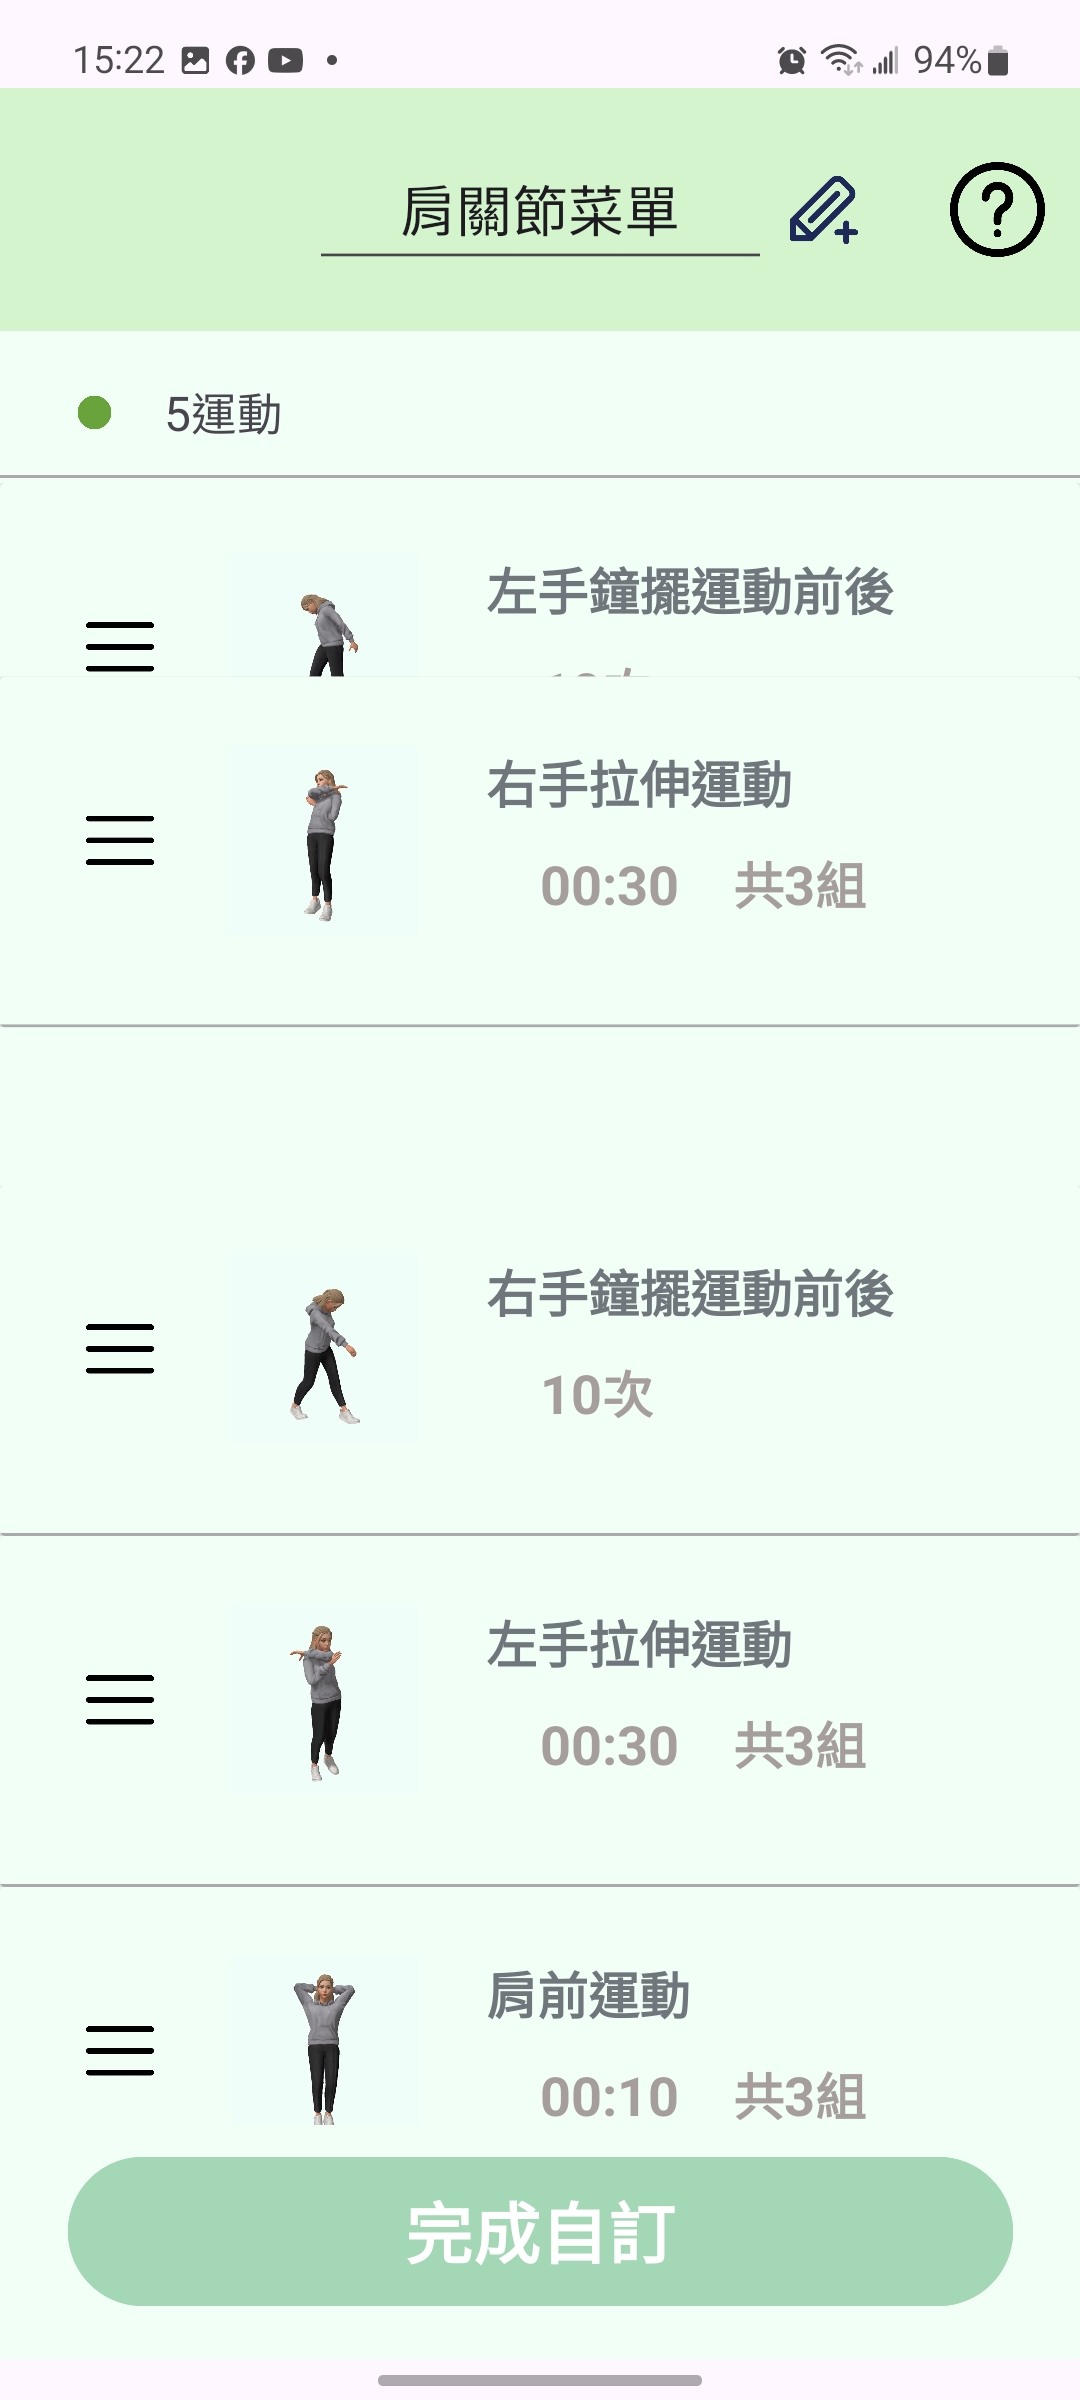 15:22
94%
肩關節菜單
5運動
左手鐘擺運動前後
右手拉伸運動
00:30 共3組
右手鐘擺運動前後
10次
左手拉伸運動
00:30 共3組
肩前運動
00:10 共3組
完成自訂